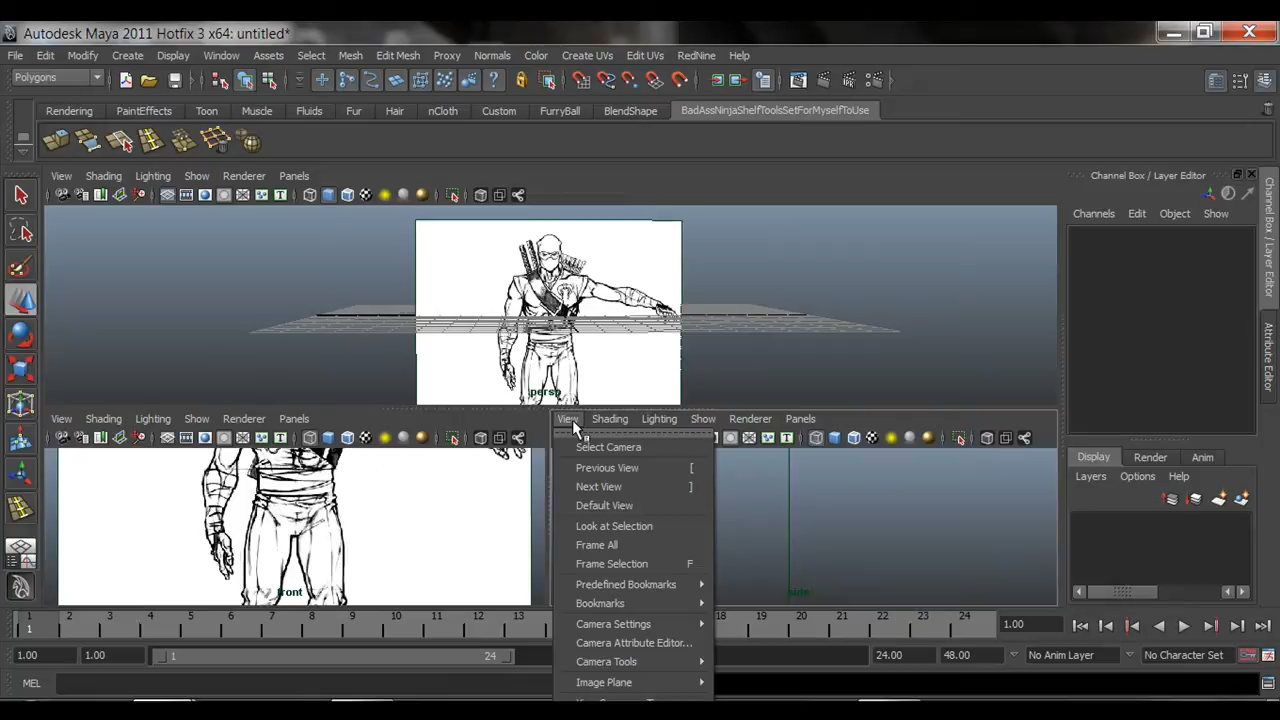 Autodesk Maya 2011 Hotfix 3 x64: untitled*
File Edit Modify Create Display Window Assets Select Mesh Edit Mesh Proxy Normals Color Create UVs Edit UVs RedNine Help
Polygons
Rendering PaintEffects Toon Muscle Fluids Fur Hair nCloth Custom FurryBall BlendShape BadAssNinjaShelfToolsSetForMyselfToUse
View Shading Lighting Show Renderer Panels
Channel Box / Layer Editor
Channels Edit Object Show
Channel Box / Layer Editor
Attribute Editor
persp
View Shading Lighting Show Renderer Panels
View Shading Lighting Show Renderer Panels
Select Camera
Previous View [
Next View ]
Default View
Look at Selection
Frame All
Frame Selection F
Predefined Bookmarks
Bookmarks
Camera Settings
Camera Attribute Editor...
Camera Tools
Image Plane
front
side
Display Render Anim
Layers Options Help
1 2 3 4 5 6 7 8 9 10 11 12 13 18 19 20 21 22 23 24
1
1.00
1.00 1.00 1 24 24.00 48.00 No Anim Layer No Character Set
MEL